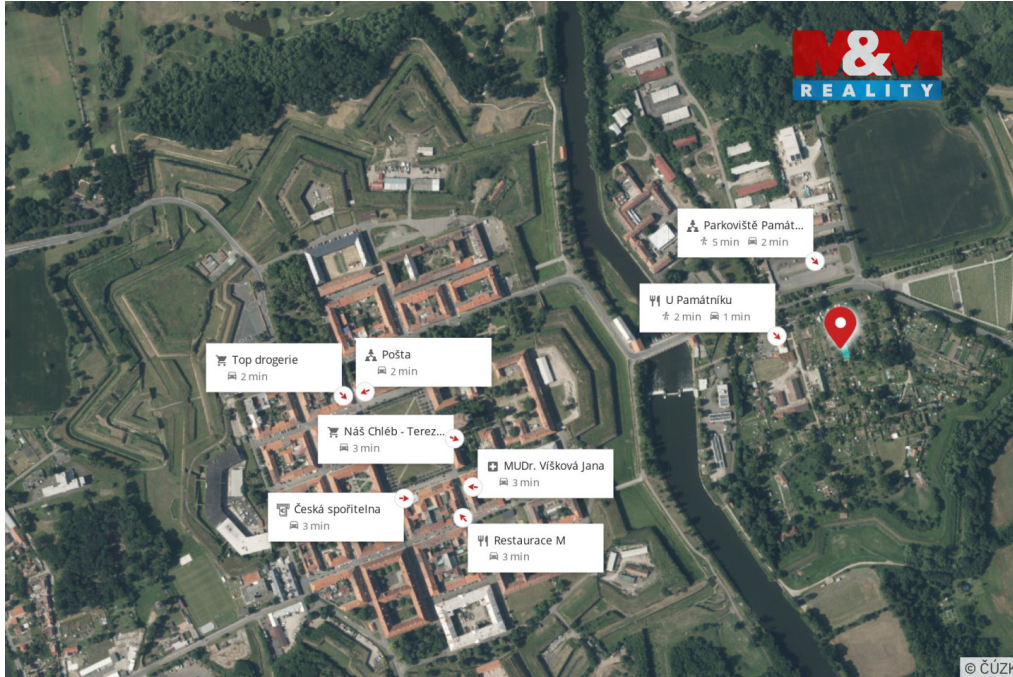 M&M
REALITY
Parkoviště Památ...
5 min 2 min
U Památníku
2 min 1 min
Top drogerie
2 min
Pošta
2 min
Náš Chléb - Terez...
3 min
MUDr. Víšková Jana
3 min
Česká spořitelna
3 min
Restaurace M
3 min
© ČÚZK